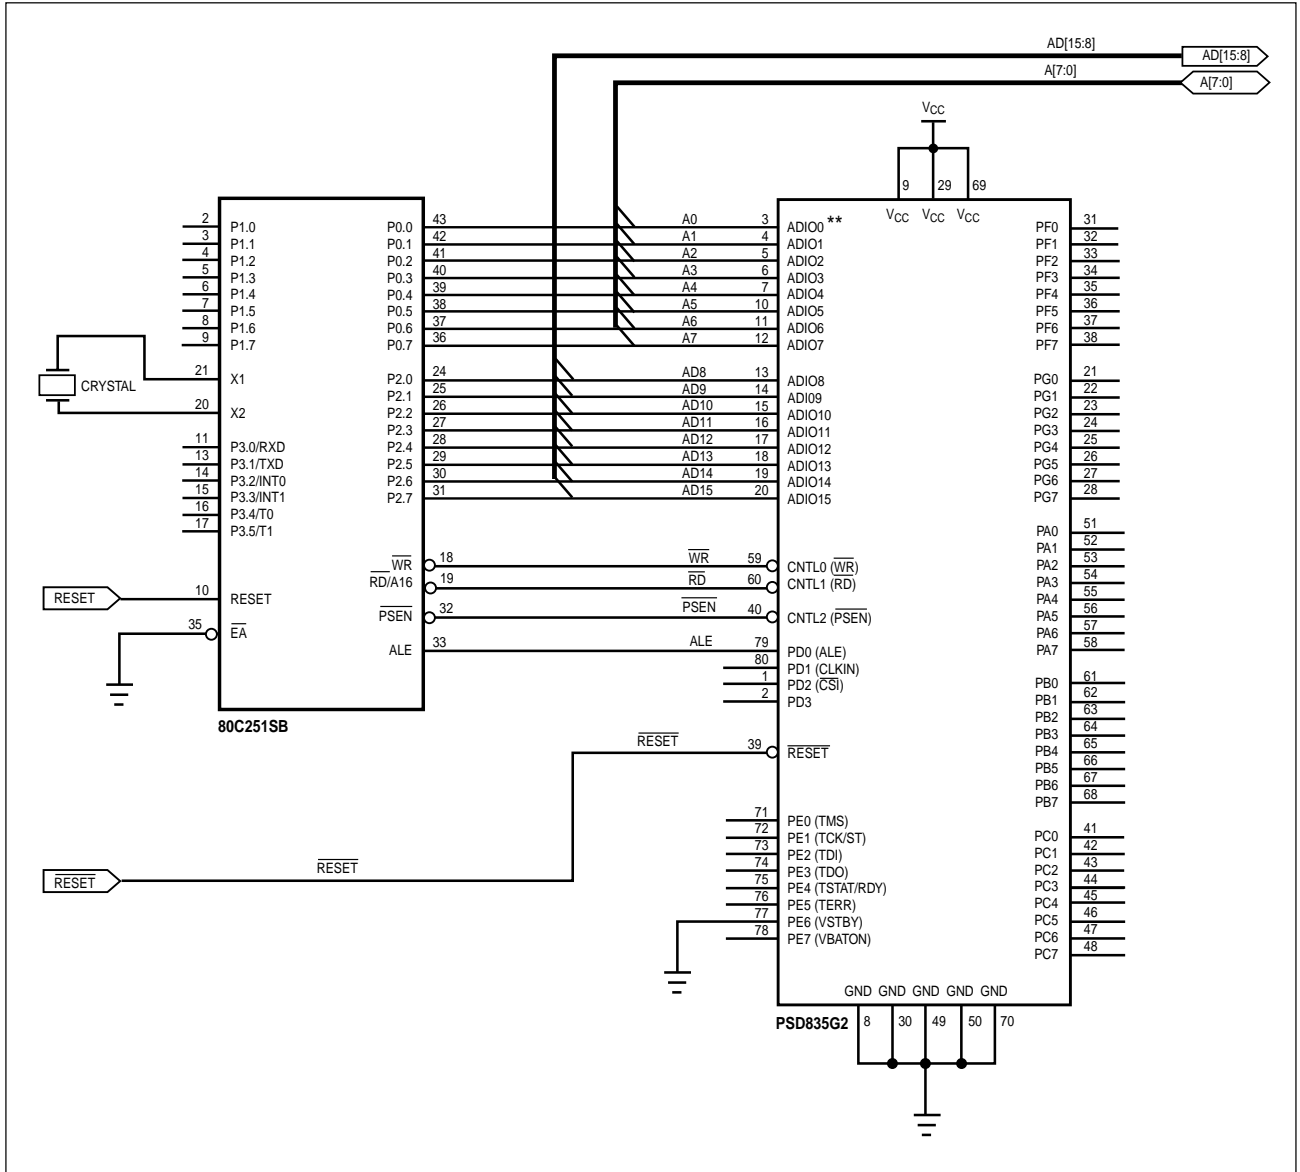 AD[15:8]
AD[15:8]
A[7:0]
A[7:0]
VCC
9 29 69
VCC VCC VCC
2 P1.0
3 P1.1
4 P1.2
5 P1.3
6 P1.4
7 P1.5
8 P1.6
9 P1.7
21 X1
CRYSTAL
20 X2
11 P3.0/RXD
13 P3.1/TXD
14 P3.2/INT0
15 P3.3/INT1
16 P3.4/T0
17 P3.5/T1
RESET 10 RESET
35 EA
P0.0 43 A0 3 ADIO0 **
P0.1 42 A1 4 ADIO1
P0.2 41 A2 5 ADIO2
P0.3 40 A3 6 ADIO3
P0.4 39 A4 7 ADIO4
P0.5 38 A5 10 ADIO5
P0.6 37 A6 11 ADIO6
P0.7 36 A7 12 ADIO7
P2.0 24 AD8 13 ADIO8
P2.1 25 AD9 14 ADI09
P2.2 26 AD10 15 ADIO10
P2.3 27 AD11 16 ADIO11
P2.4 28 AD12 17 ADIO12
P2.5 29 AD13 18 ADIO13
P2.6 30 AD14 19 ADIO14
P2.7 31 AD15 20 ADIO15
WR 18 WR 59 CNTL0 (WR)
RD/A16 19 RD 60 CNTL1 (RD)
PSEN 32 PSEN 40 CNTL2 (PSEN)
ALE 33 ALE 79 PD0 (ALE)
80 PD1 (CLKIN)
1 PD2 (CSI)
2 PD3
80C251SB
RESET 39 RESET
RESET RESET
71 PE0 (TMS)
72 PE1 (TCK/ST)
73 PE2 (TDI)
74 PE3 (TDO)
75 PE4 (TSTAT/RDY)
76 PE5 (TERR)
77 PE6 (VSTBY)
78 PE7 (VBATON)
PF0 31
PF1 32
PF2 33
PF3 34
PF4 35
PF5 36
PF6 37
PF7 38
PG0 21
PG1 22
PG2 23
PG3 24
PG4 25
PG5 26
PG6 27
PG7 28
PA0 51
PA1 52
PA2 53
PA3 54
PA4 55
PA5 56
PA6 57
PA7 58
PB0 61
PB1 62
PB2 63
PB3 64
PB4 65
PB5 66
PB6 67
PB7 68
PC0 41
PC1 42
PC2 43
PC3 44
PC4 45
PC5 46
PC6 47
PC7 48
GND GND GND GND GND
PSD835G2 8 30 49 50 70